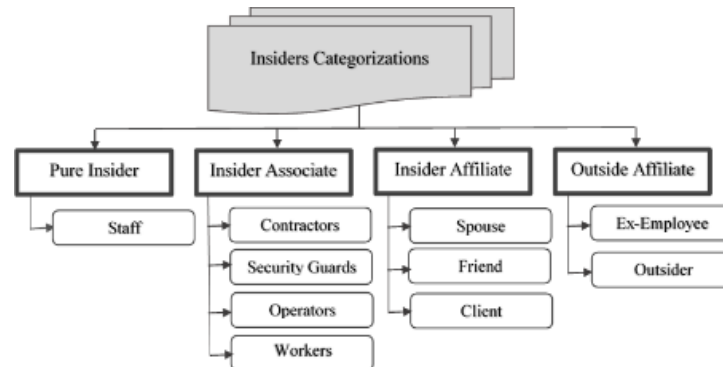 Insiders Categorizations
Pure Insider
Insider Associate
Insider Affiliate
Outside Affiliate
Staff
Contractors
Security Guards
Operators
Workers
Spouse
Friend
Client
Ex-Employee
Outsider